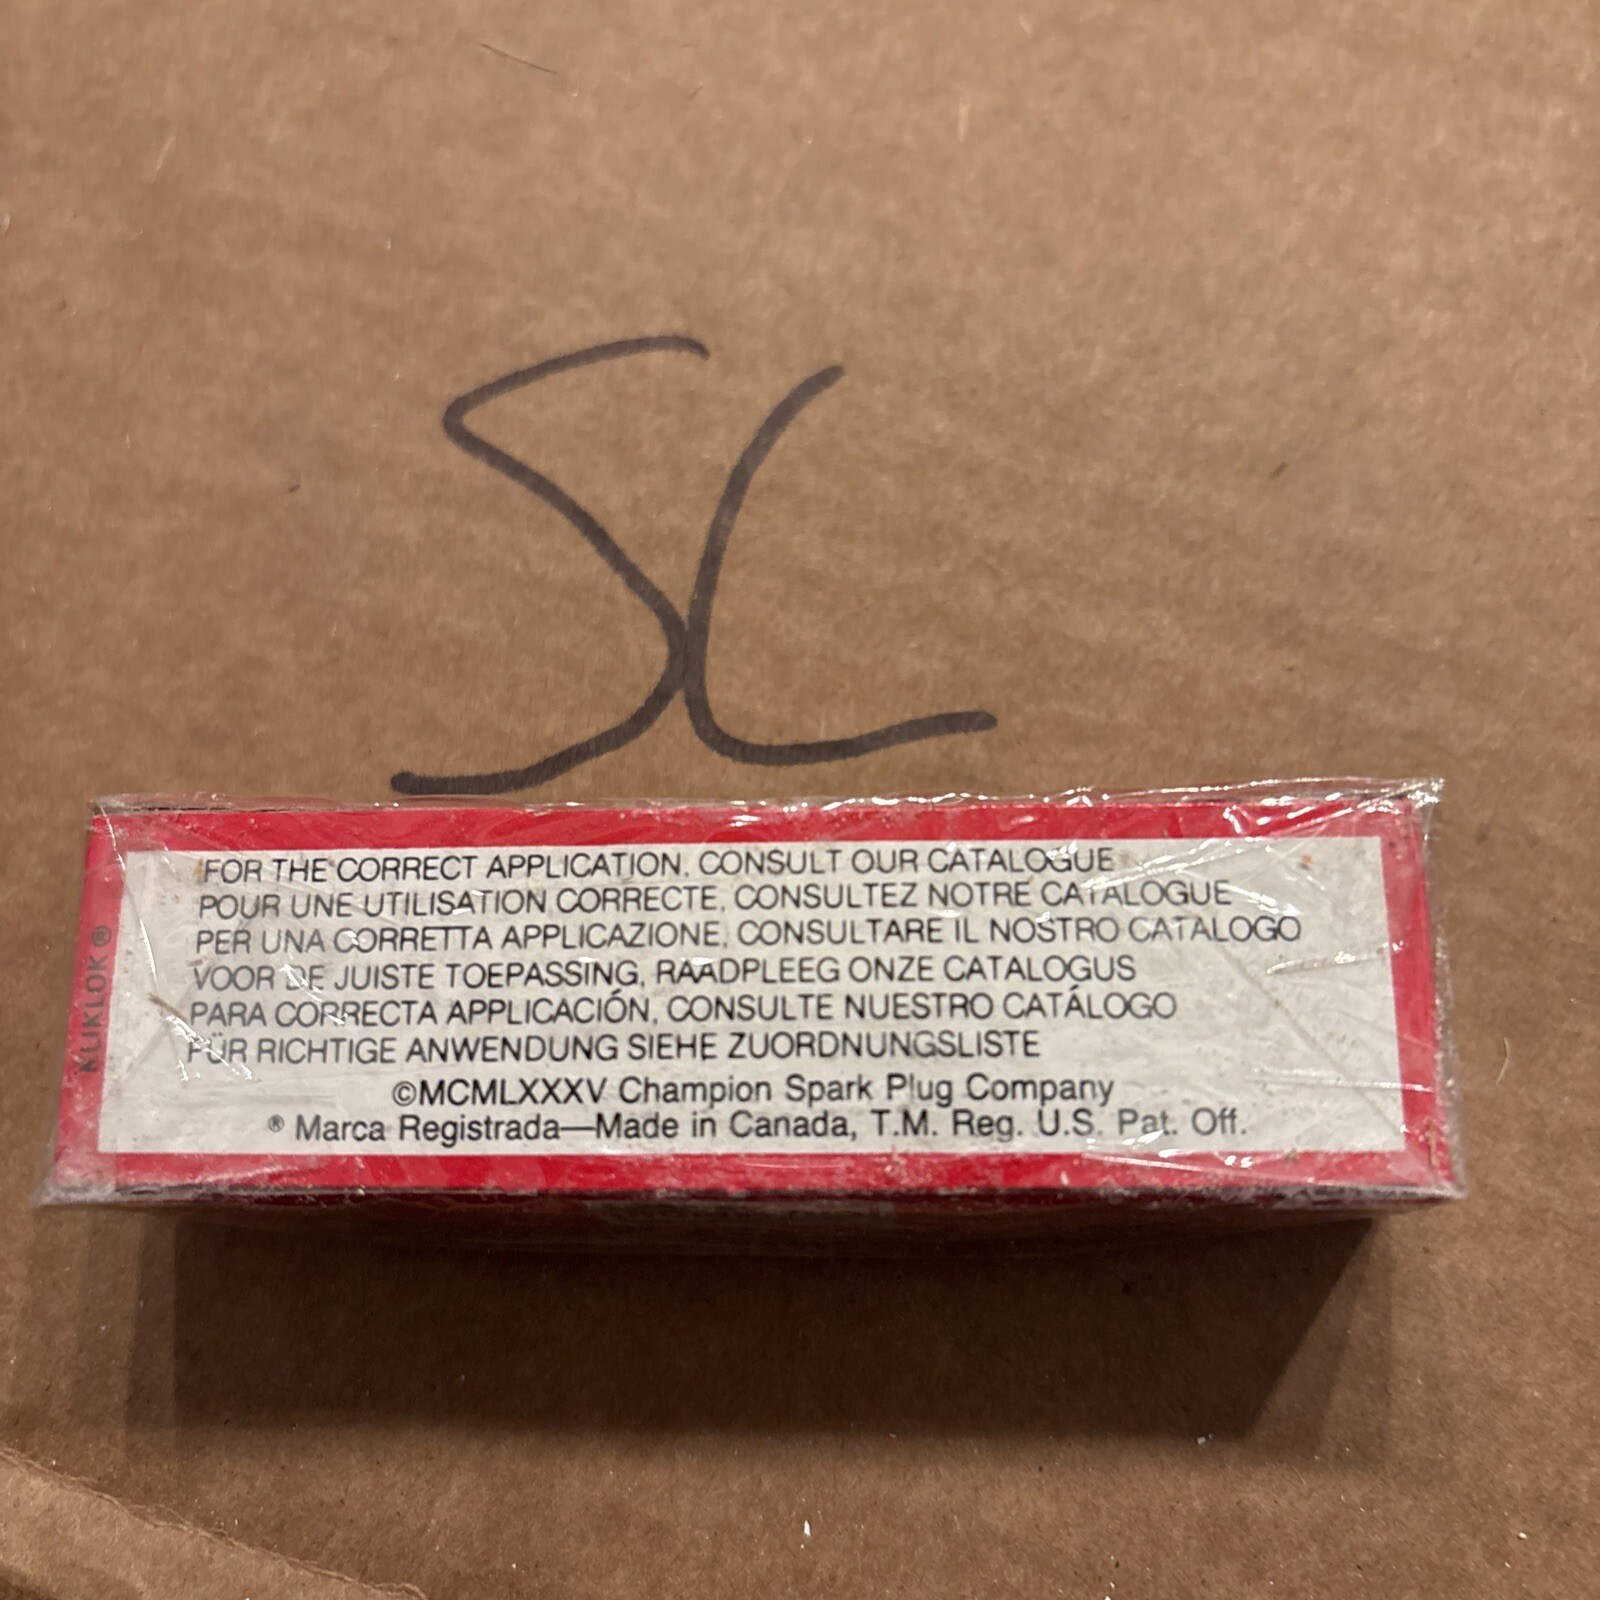 SL
FOR THE CORRECT APPLICATION, CONSULT OUR CATALOGUE
POUR UNE UTILISATION CORRECTE, CONSULTEZ NOTRE CATALOGUE
PER UNA CORRETTA APPLICAZIONE, CONSULTARE IL NOSTRO CATALOGO
VOOR DE JUISTE TOEPASSING, RAADPLEEG ONZE CATALOGUS
PARA CORRECTA APPLICACIÓN, CONSULTE NUESTRO CATÁLOGO
FÜR RICHTIGE ANWENDUNG SIEHE ZUORDNUNGSLISTE
©MCMLXXXV Champion Spark Plug Company
® Marca Registrada—Made in Canada, T.M. Reg. U.S. Pat. Off.
KLIKLOK ®